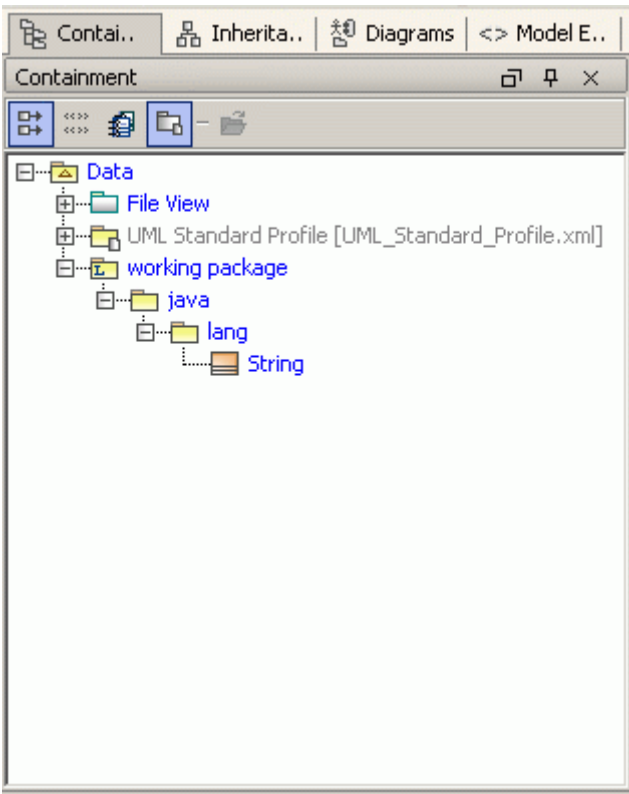 Contai.. Inherita.. Diagrams <> Model E..
Containment
Data
File View
UML Standard Profile [UML_Standard_Profile.xml]
L working package
java
lang
String